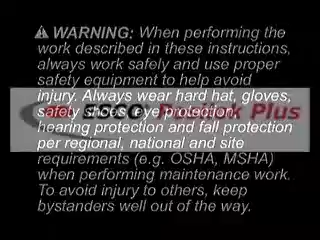 ⚠ WARNING: When performing the
work described in these instructions,
always work safely and use proper
safety equipment to help avoid
injury. Always wear hard hat, gloves,
safety shoes, eye protection,
hearing protection and fall protection
per regional, national and site
requirements (e.g. OSHA, MSHA)
when performing maintenance work.
To avoid injury to others, keep
bystanders well out of the way.
Plus